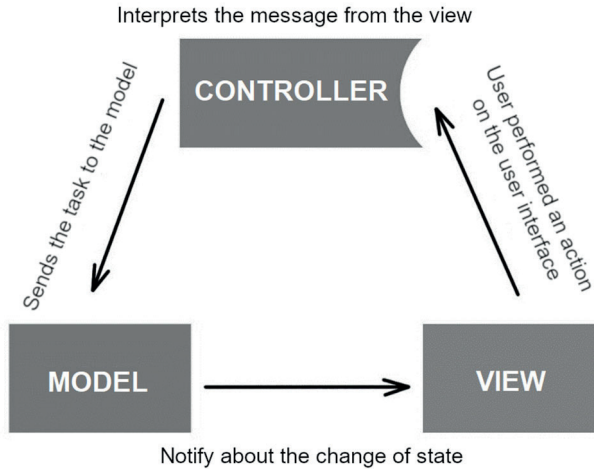 Interprets the message from the view
CONTROLLER
Sends the task to the model
User performed an action
on the user interface
MODEL
VIEW
Notify about the change of state